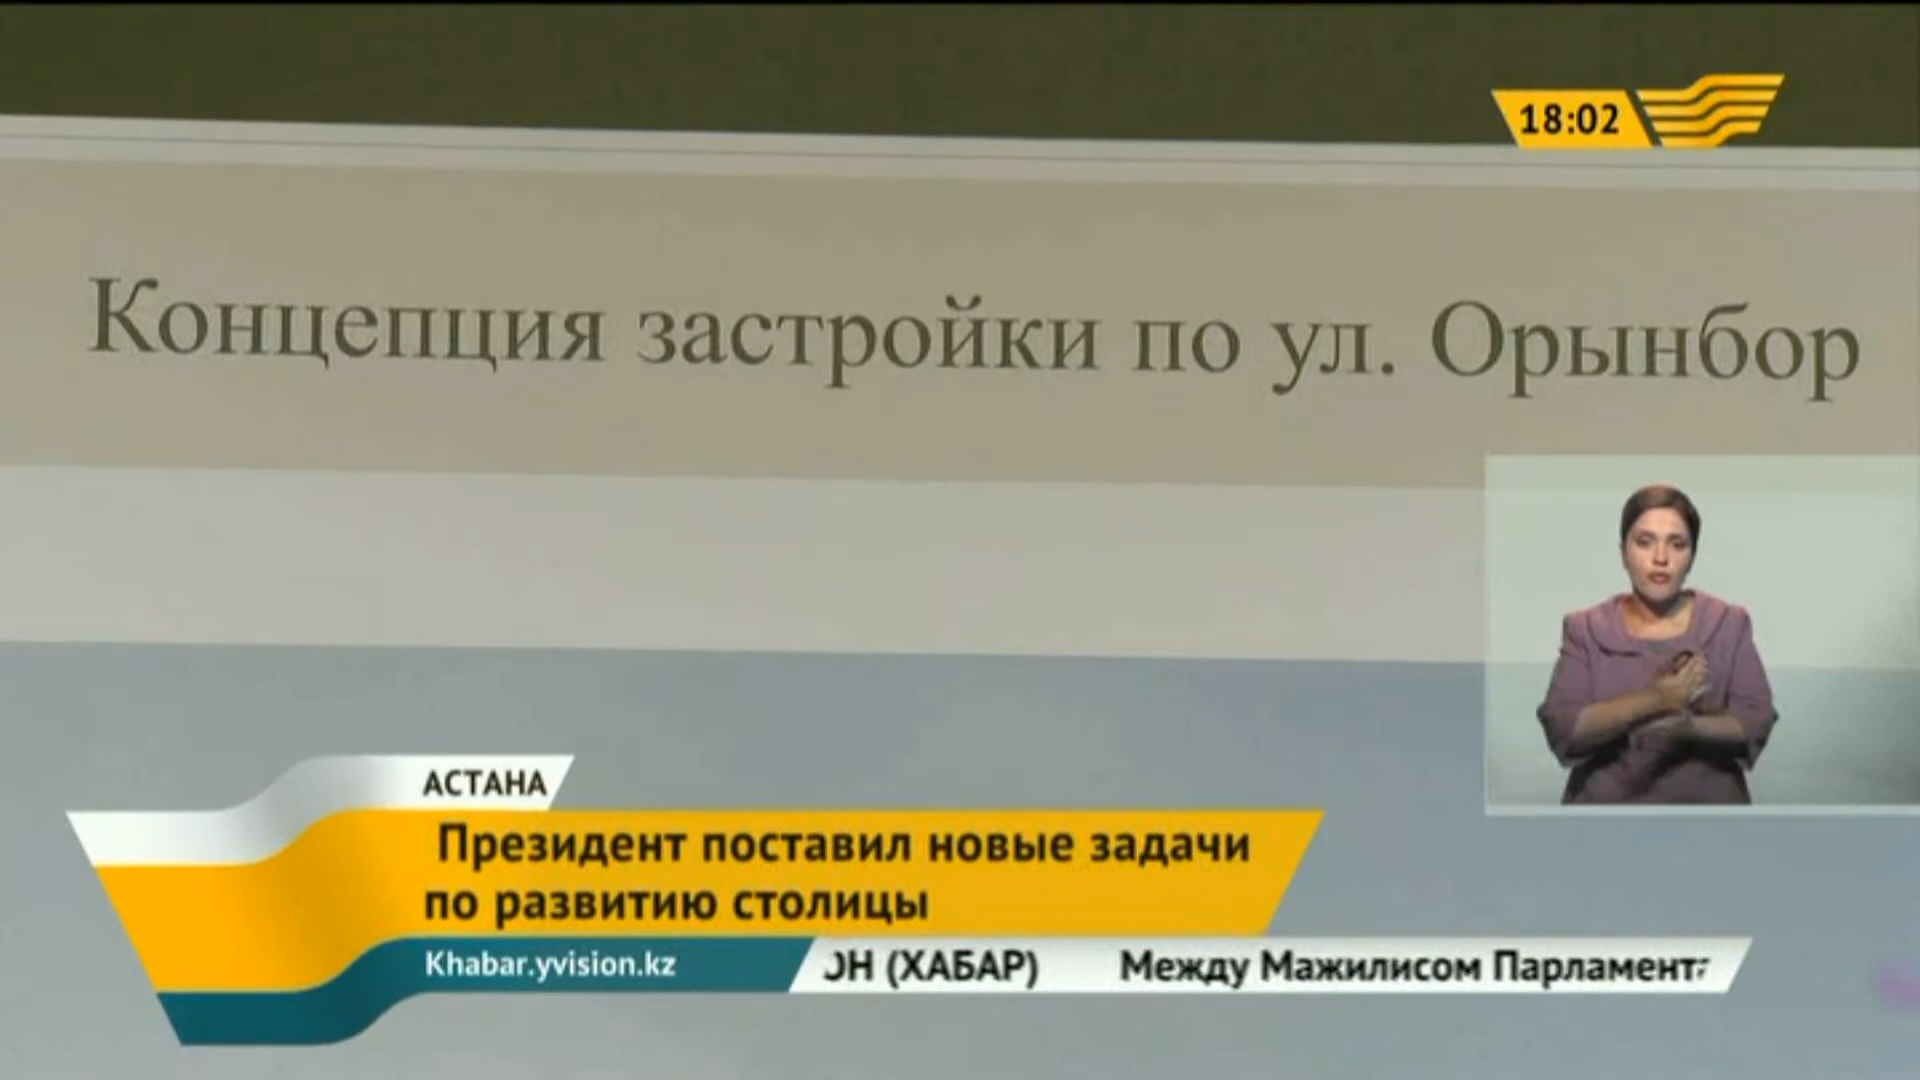 18:02
Концепция застройки по ул. Орынбор
АСТАНА
Президент поставил новые задачи
по развитию столицы
Khabar.yvision.kz
(ХАБАР) Между Мажилисом